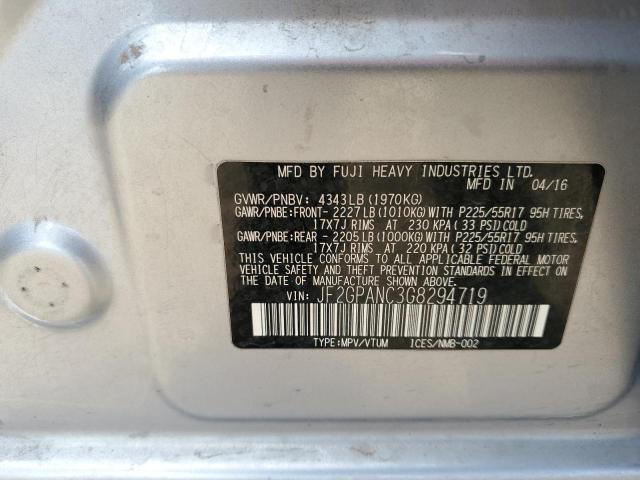 MFD BY FUJI HEAVY INDUSTRIES LTD.
MFD IN 04/16
GVWR/PNBV: 4343LB (1970KG)
GAWR/PNBE:FRONT- 2227LB (1010KG) WITH P225/55R17 95H TIRES,
17X7J RIMS AT 230 KPA ( 33 PSI) COLD
GAWR/PNBE:REAR - 2205LB (1000KG) WITH P225/55R17 95H TIRES,
17X7J RIMS AT 220 KPA ( 32 PSI) COLD
THIS VEHICLE CONFORMS TO ALL APPLICABLE FEDERAL MOTOR
VEHICLE SAFETY AND THEFT PREVENTION STANDARDS IN EFFECT ON
THE DATE OF MANUFACTURE SHOWN ABOVE.
VIN: JF2GPANC3G8294719
TYPE:MPV/VTUM ICES/NMB-002